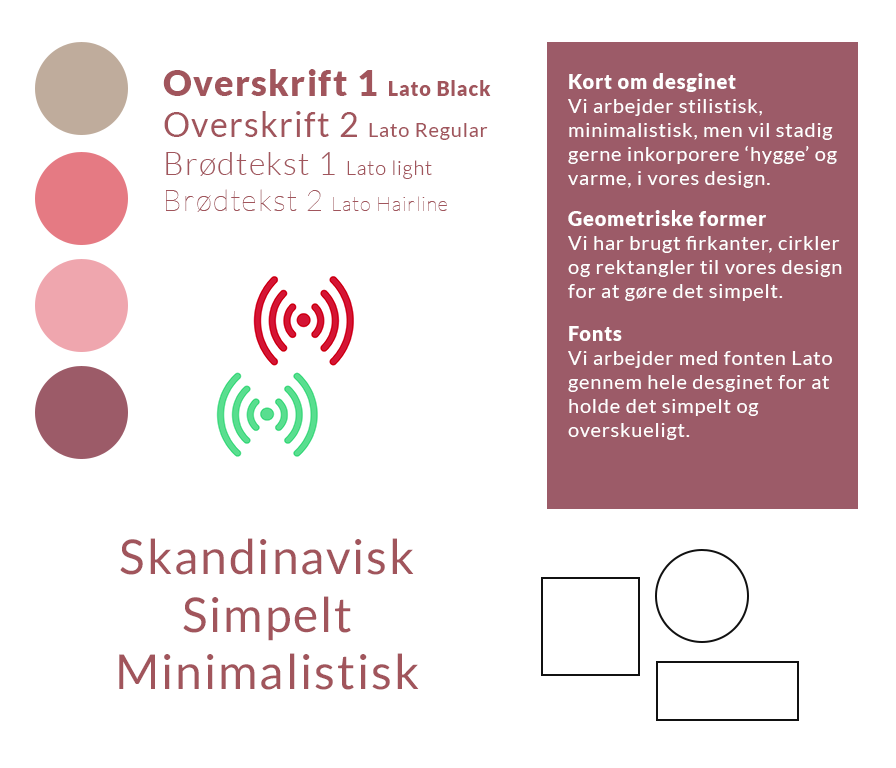 Overskrift 1 Lato Black
Overskrift 2 Lato Regular
Brødtekst 1 Lato light
Brødtekst 2 Lato Hairline
Kort om desginet
Vi arbejder stilistisk,
minimalistisk, men vil stadig
gerne inkorporere ‘hygge’ og
varme, i vores design.
Geometriske former
Vi har brugt firkanter, cirkler
og rektangler til vores design
for at gøre det simpelt.
Fonts
Vi arbejder med fonten Lato
gennem hele desginet for at
holde det simpelt og
overskueligt.
Skandinavisk
Simpelt
Minimalistisk